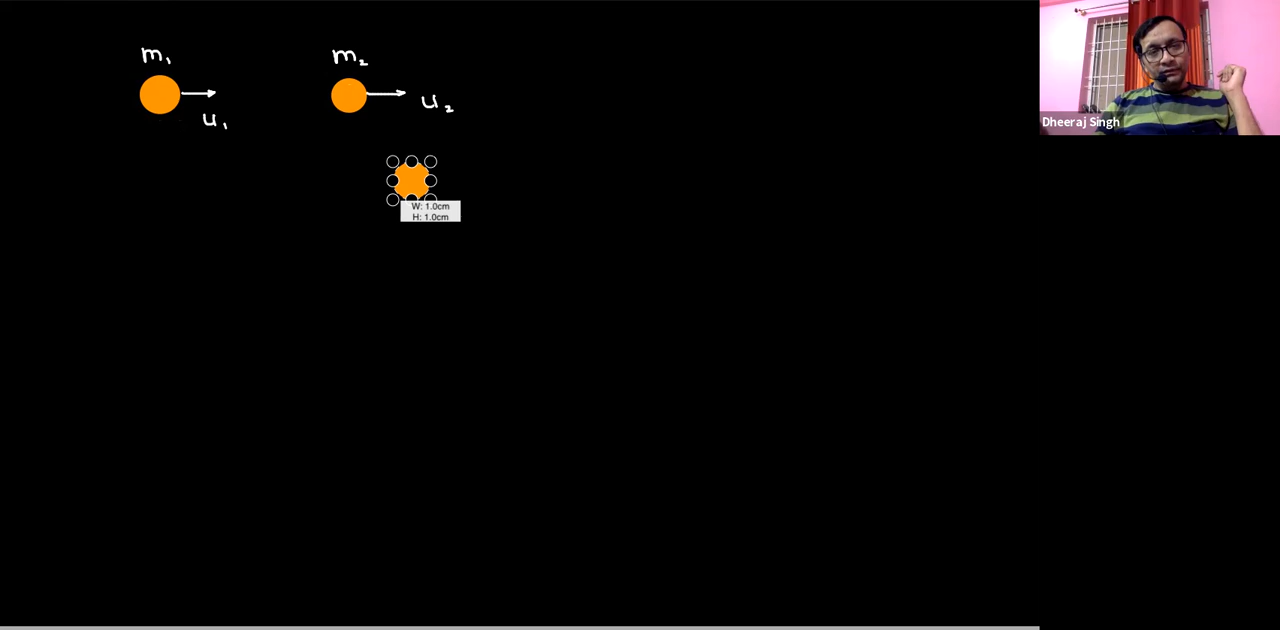 m₁ m₂
u₁ u₂
W: 1.0cm
H: 1.0cm
Dheeraj Singh